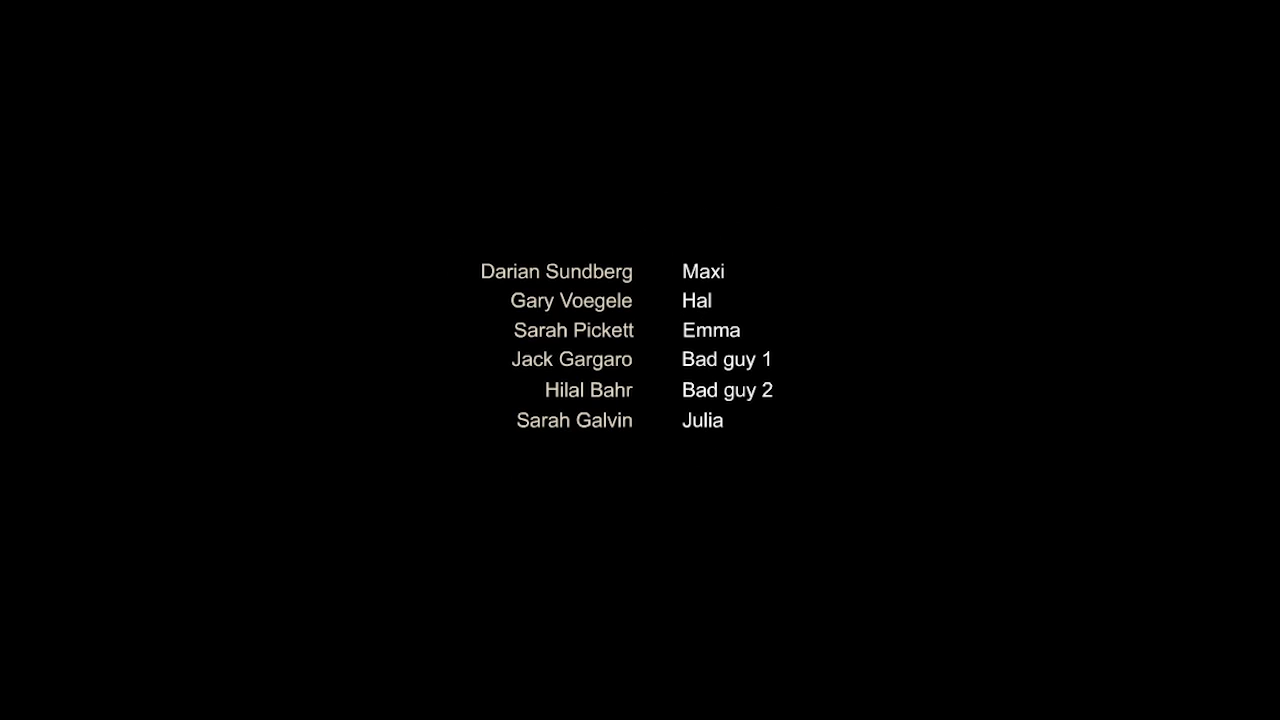 Darian Sundberg Maxi
Gary Voegele Hal
Sarah Pickett Emma
Jack Gargaro Bad guy 1
Hilal Bahr Bad guy 2
Sarah Galvin Julia